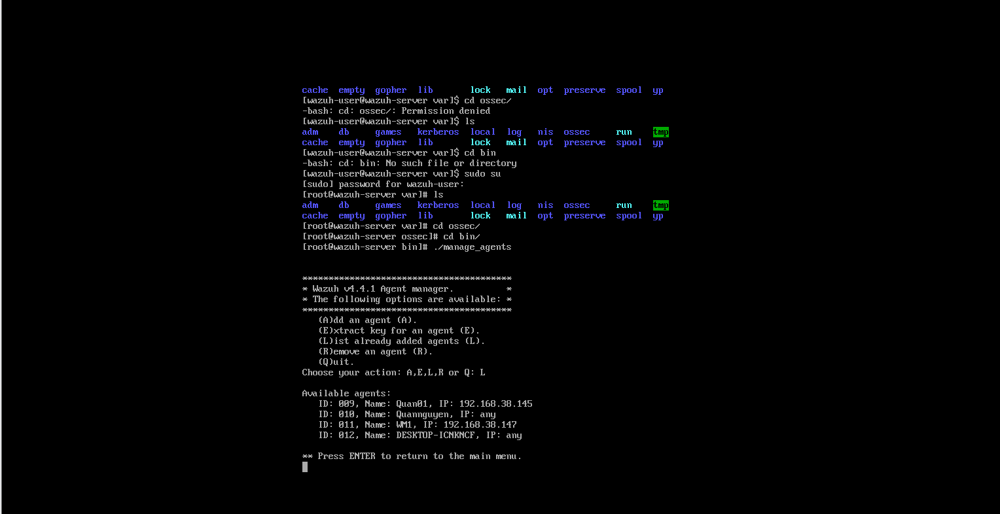 cache  empty  gopher  lib       lock   mail  opt  preserve  spool  yp
[wazuh-user@wazuh-server var]$ cd ossec/
-bash: cd: ossec/: Permission denied
[wazuh-user@wazuh-server var]$ ls
adm    db     games   kerberos  local  log   nis  ossec     run    tmp
cache  empty  gopher  lib       lock   mail  opt  preserve  spool  yp
[wazuh-user@wazuh-server var]$ cd bin
-bash: cd: bin: No such file or directory
[wazuh-user@wazuh-server var]$ sudo su
[sudo] password for wazuh-user:
[root@wazuh-server var]# ls
adm    db     games   kerberos  local  log   nis  ossec     run    tmp
cache  empty  gopher  lib       lock   mail  opt  preserve  spool  yp
[root@wazuh-server var]# cd ossec/
[root@wazuh-server ossec]# cd bin/
[root@wazuh-server bin]# ./manage_agents
****************************************
* Wazuh v4.4.1 Agent manager.          *
* The following options are available: *
****************************************
   (A)dd an agent (A).
   (E)xtract key for an agent (E).
   (L)ist already added agents (L).
   (R)emove an agent (R).
   (Q)uit.
Choose your action: A,E,L,R or Q: L
Available agents:
   ID: 009, Name: Quan01, IP: 192.168.38.145
   ID: 010, Name: Quannguyen, IP: any
   ID: 011, Name: WM1, IP: 192.168.38.147
   ID: 012, Name: DESKTOP-ICNKNCF, IP: any
** Press ENTER to return to the main menu.